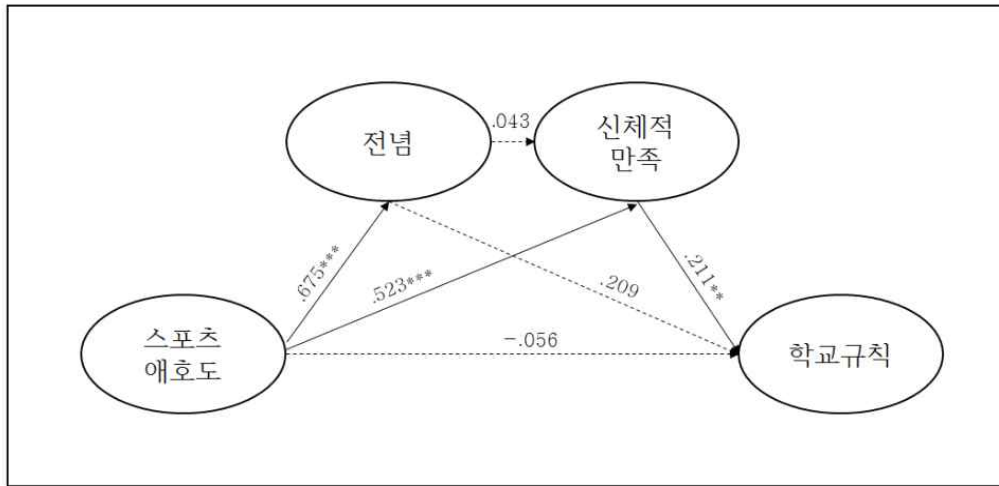 .043
전념
신체적
만족
.675***
.523***
.209
.211**
스포츠
애호도
-.056
학교규칙